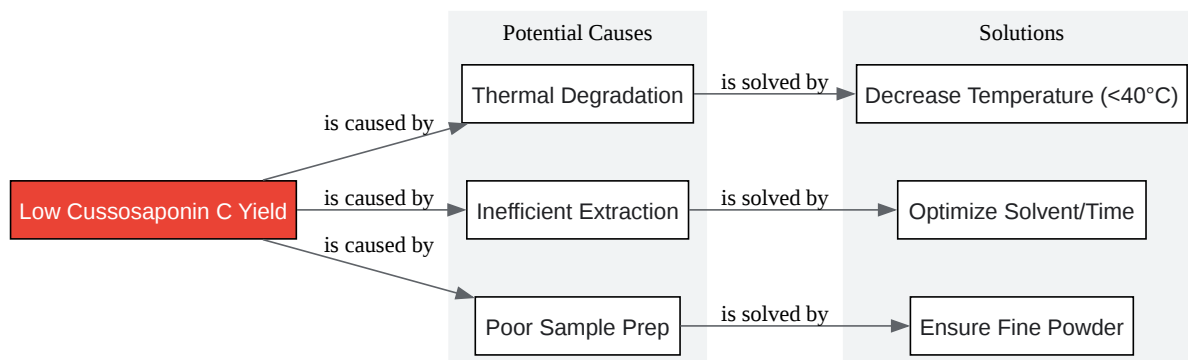 Potential Causes
Solutions
Thermal Degradation
is solved by
Decrease Temperature (<40°C)
is caused by
Low Cussosaponin C Yield
is caused by
Inefficient Extraction
is solved by
Optimize Solvent/Time
is caused by
Poor Sample Prep
is solved by
Ensure Fine Powder